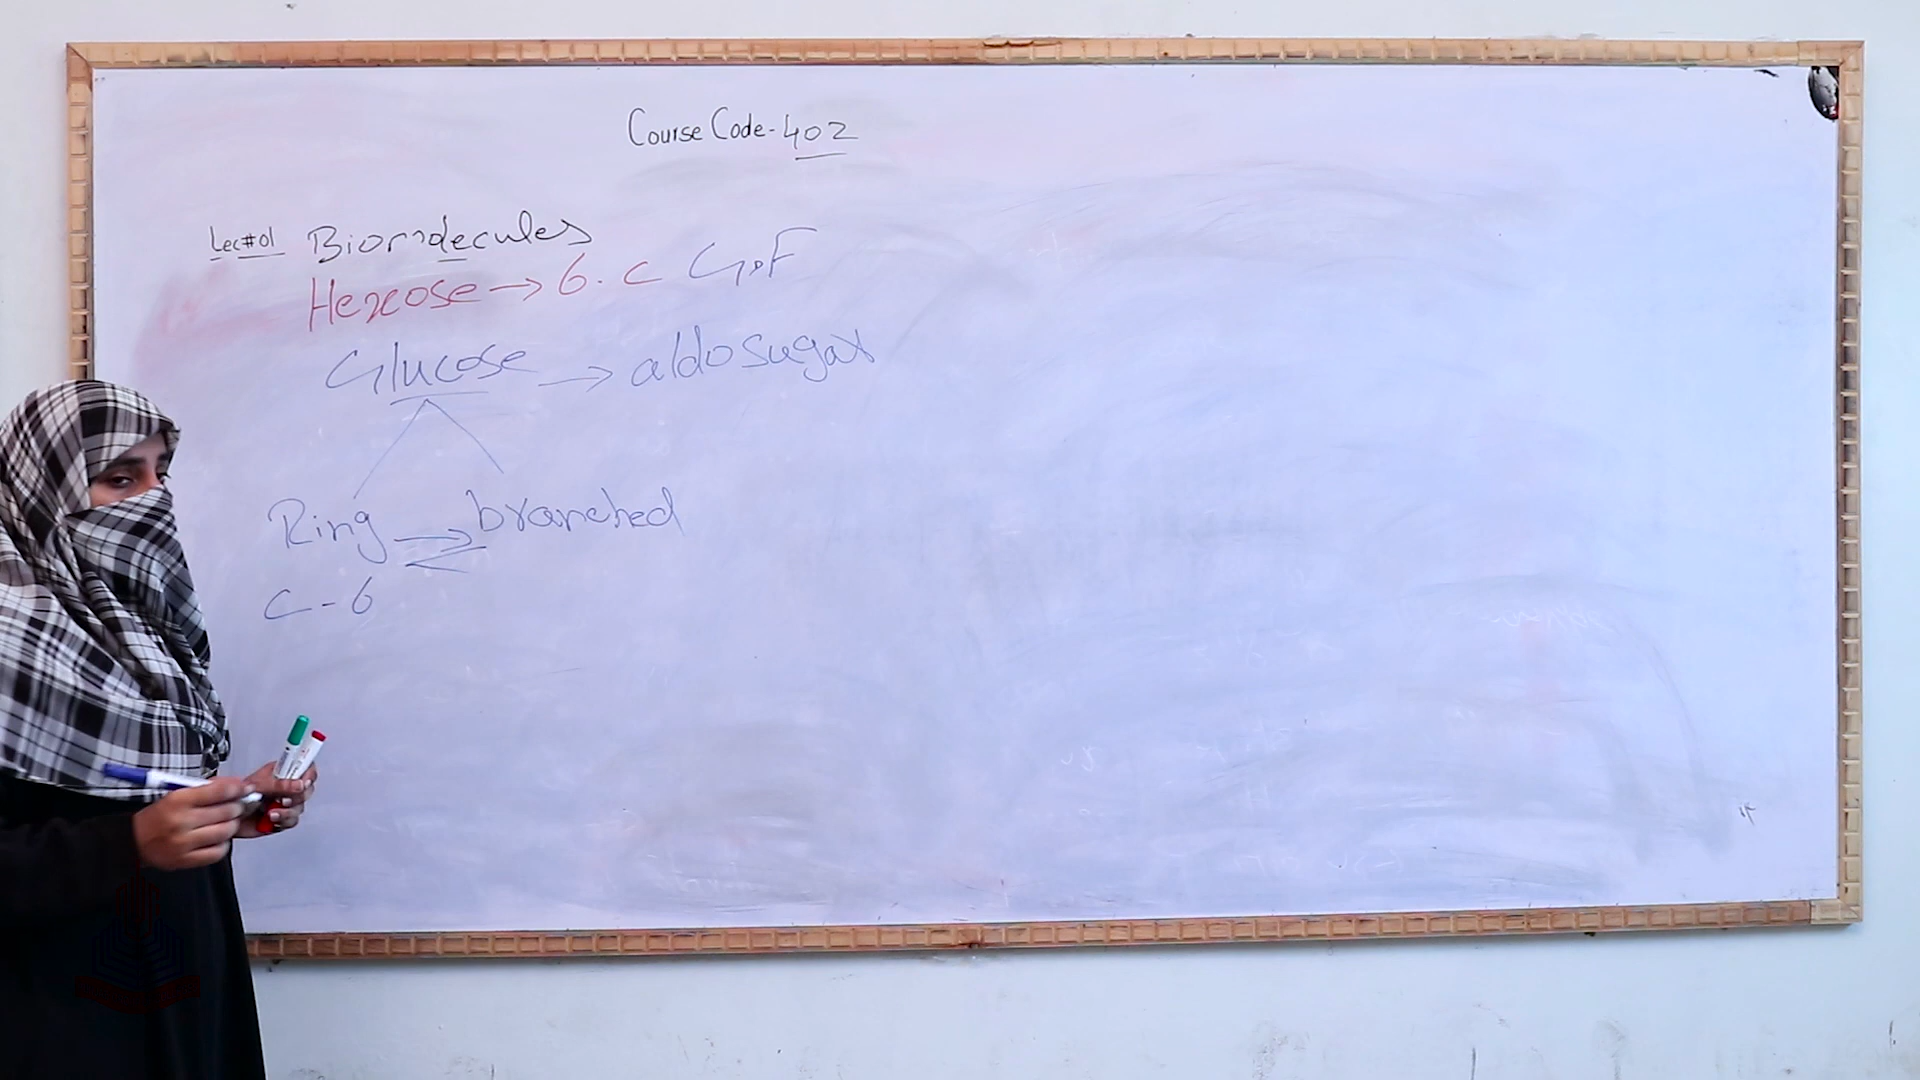 Course Code-402
Lec#01 Biomolecules
Hexose → 6.C G,F
Glucose → aldosugar
Ring ⇌ branched
C-6